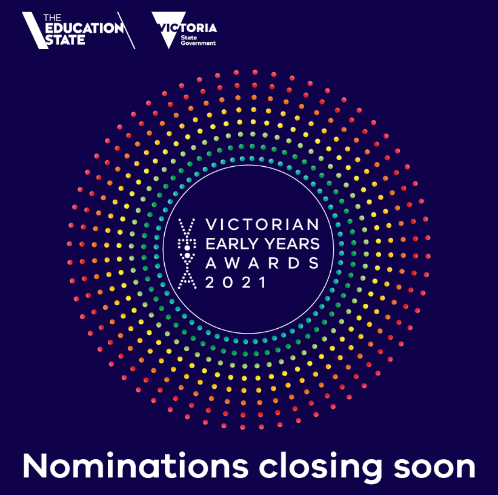 THE
EDUCATION
STATE
VICTORIA
State
Government
VICTORIAN
EARLY YEARS
AWARDS
2021
Nominations closing soon